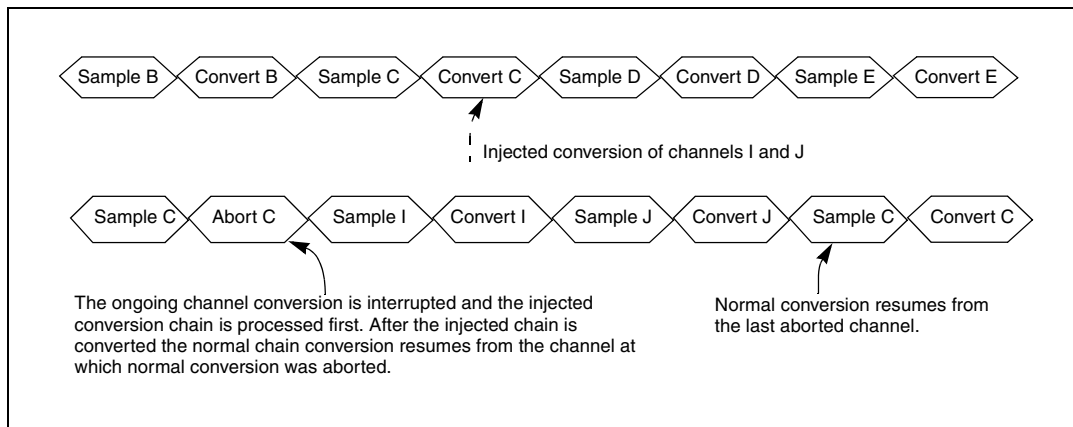 Sample B Convert B Sample C Convert C Sample D Convert D Sample E Convert E
Injected conversion of channels I and J
Sample C Abort C Sample I Convert I Sample J Convert J Sample C Convert C
The ongoing channel conversion is interrupted and the injected
conversion chain is processed first. After the injected chain is
converted the normal chain conversion resumes from the channel at
which normal conversion was aborted.
Normal conversion resumes from
the last aborted channel.